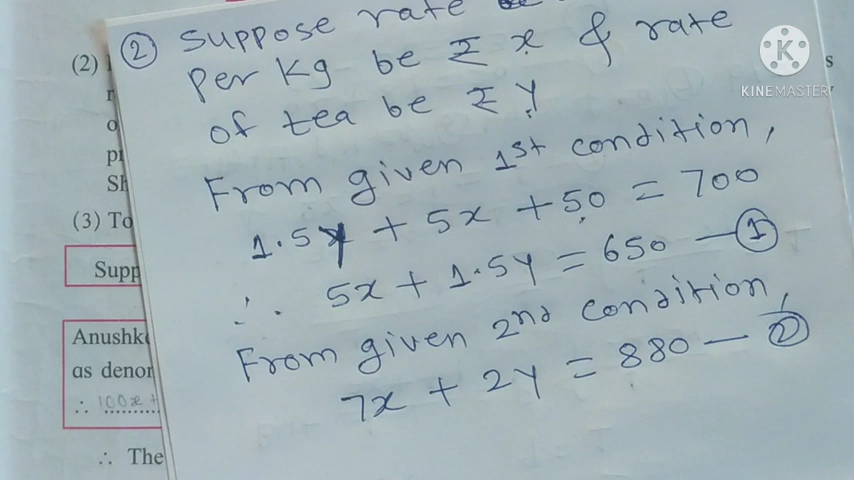 ② Suppose rate
Per Kg be ₹ x & rate
of tea be ₹ y
From given 1st condition,
1.5y + 5x + 50 = 700
∴ 5x + 1.5y = 650 — ①
From given 2nd condition,
7x + 2y = 880 — ②
(2)
(3) To
Supp
Anushk
as denor
∴ 100x +
∴ The
KINEMASTER